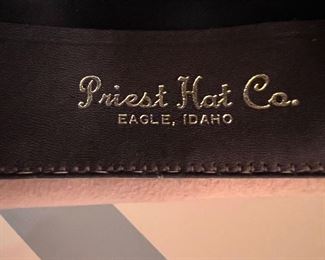 Priest Hat Co.
EAGLE, IDAHO